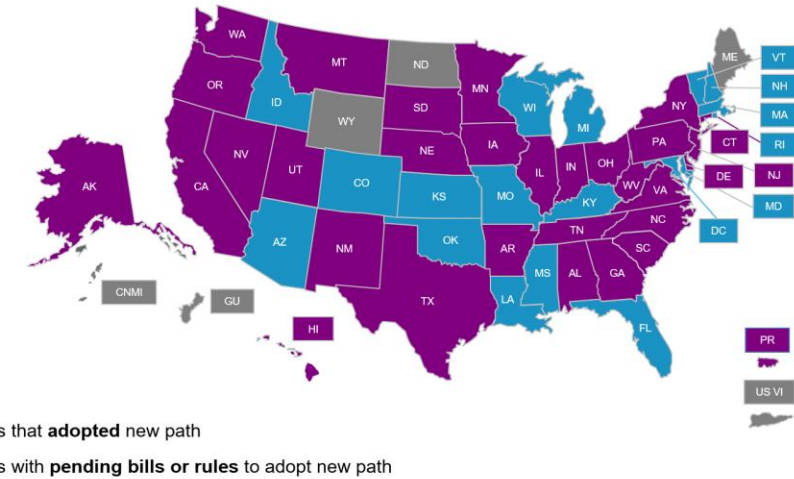 WA
MT
ND
MN
ME
VT
OR
ID
SD
WI
MI
NY
NH
WY
MA
IA
PA
CT
RI
NE
NV
UT
IL
IN
OH
DE
NJ
AK
CA
CO
KS
MO
WV
VA
MD
KY
DC
NC
TN
AZ
NM
OK
AR
SC
MS
AL
GA
CNMI
GU
TX
LA
HI
FL
PR
US VI
s that adopted new path
s with pending bills or rules to adopt new path